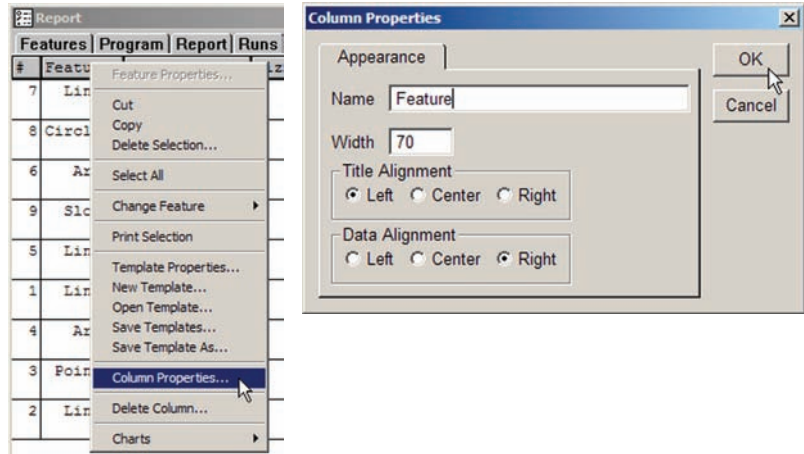 Report
Features Program Report Runs
#
7
8
6
9
5
1
4
3
2
Feature Properties...
Cut
Copy
Delete Selection...
Select All
Change Feature
Print Selection
Template Properties...
New Template...
Open Template...
Save Templates...
Save Template As...
Column Properties...
Delete Column...
Charts
Column Properties
Appearance
OK
Name Feature
Cancel
Width 70
Title Alignment
Left Center Right
Data Alignment
Left Center Right